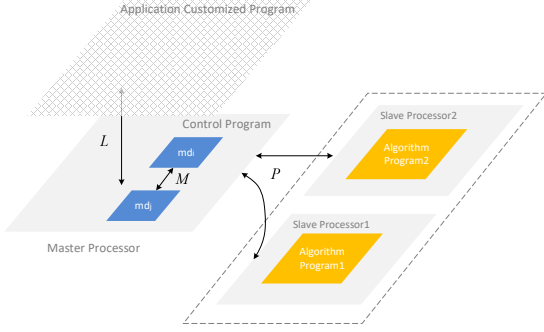 Application Customized Program
Slave Processor2
Control Program
L
mdᵢ
Algorithm
Program2
M
P
mdⱼ
Slave Processor1
Master Processor
Algorithm
Program1